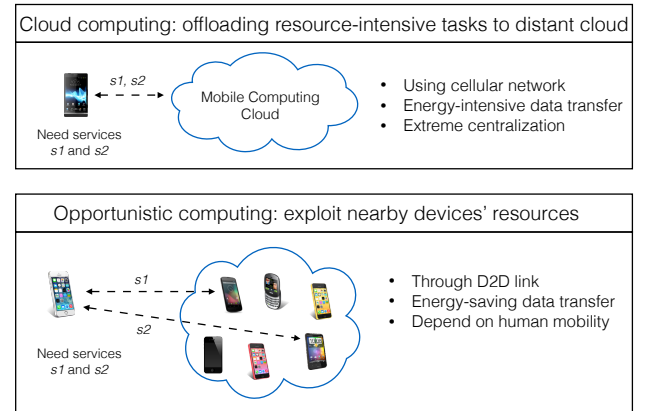 Cloud computing: offloading resource-intensive tasks to distant cloud
s1, s2
Mobile Computing
Cloud
Need services
s1 and s2
• Using cellular network
• Energy-intensive data transfer
• Extreme centralization
Opportunistic computing: exploit nearby devices' resources
s1
s2
Need services
s1 and s2
• Through D2D link
• Energy-saving data transfer
• Depend on human mobility